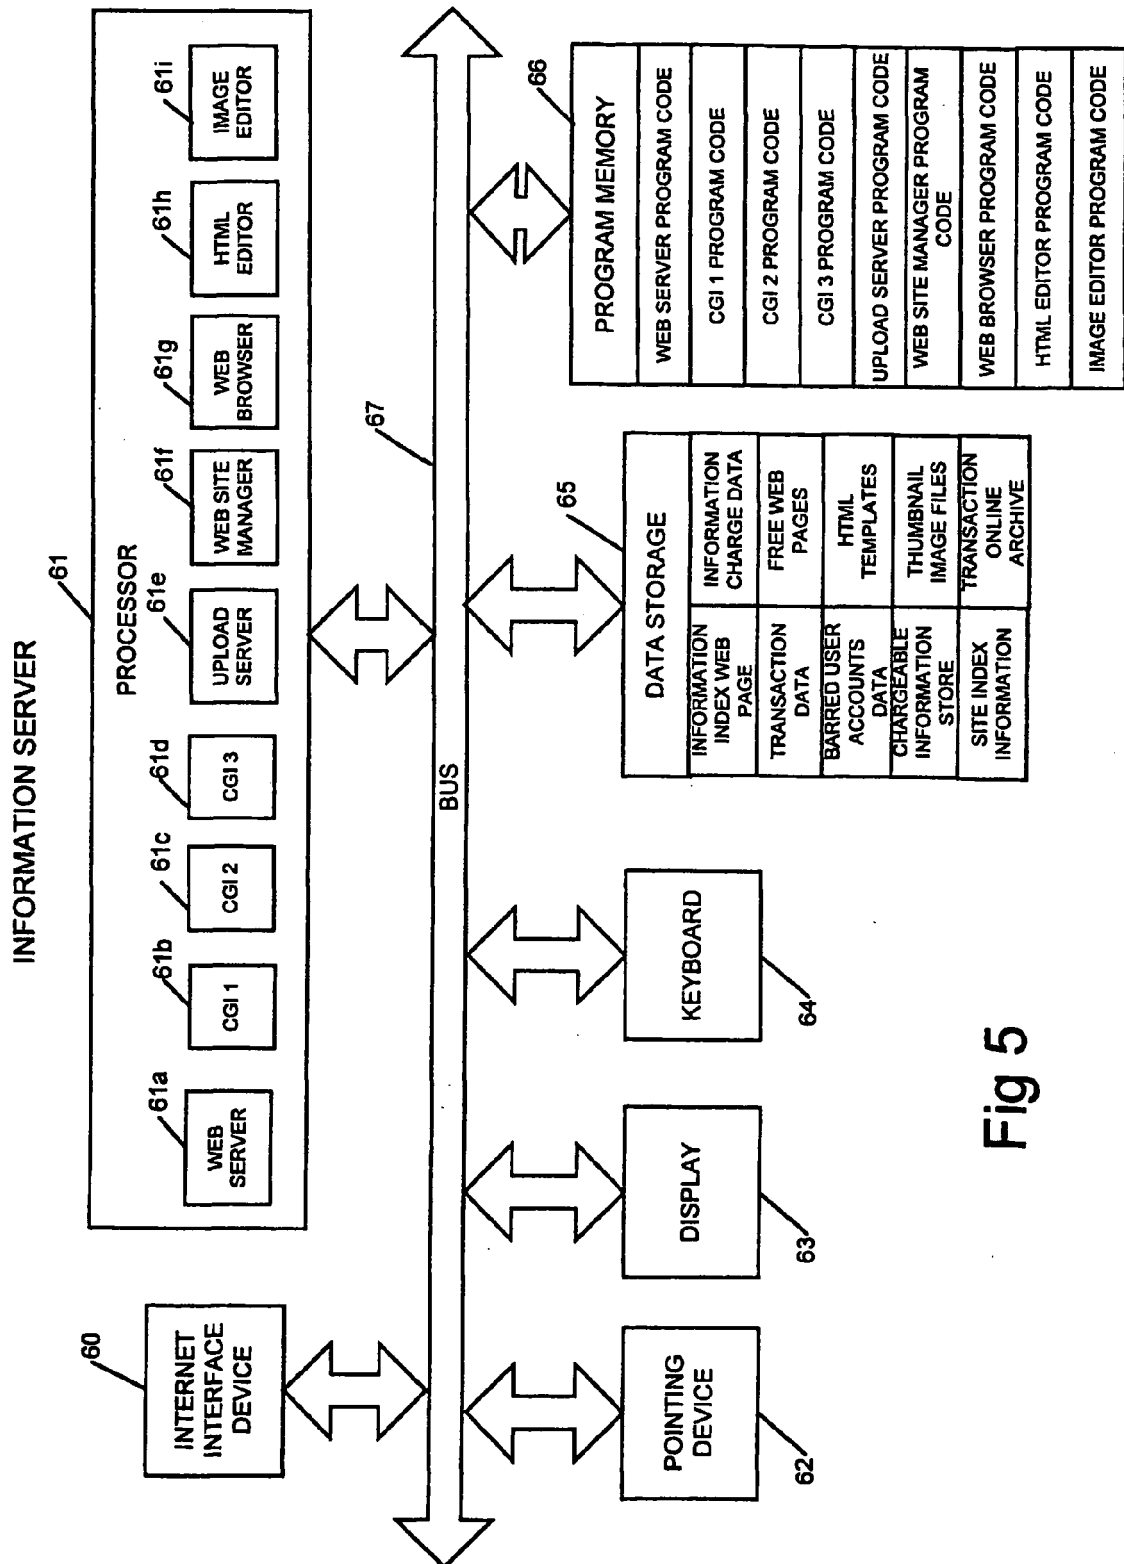 INFORMATION SERVER
61
PROCESSOR
61a
WEB
SERVER
61b
CGI 1
61c
CGI 2
61d
CGI 3
61e
UPLOAD
SERVER
61f
WEB SITE
MANAGER
61g
WEB
BROWSER
61h
HTML
EDITOR
61i
IMAGE
EDITOR
60
INTERNET
INTERFACE
DEVICE
67
BUS
62
POINTING
DEVICE
63
DISPLAY
64
KEYBOARD
65
DATA STORAGE
INFORMATION
INDEX WEB
PAGE
INFORMATION
CHARGE DATA
TRANSACTION
DATA
FREE WEB
PAGES
BARRED USER
ACCOUNTS
DATA
HTML
TEMPLATES
CHARGEABLE
INFORMATION
STORE
THUMBNAIL
IMAGE FILES
SITE INDEX
INFORMATION
TRANSACTION
ONLINE
ARCHIVE
66
PROGRAM MEMORY
WEB SERVER PROGRAM CODE
CGI 1 PROGRAM CODE
CGI 2 PROGRAM CODE
CGI 3 PROGRAM CODE
UPLOAD SERVER PROGRAM CODE
WEB SITE MANAGER PROGRAM
CODE
WEB BROWSER PROGRAM CODE
HTML EDITOR PROGRAM CODE
IMAGE EDITOR PROGRAM CODE
Fig 5